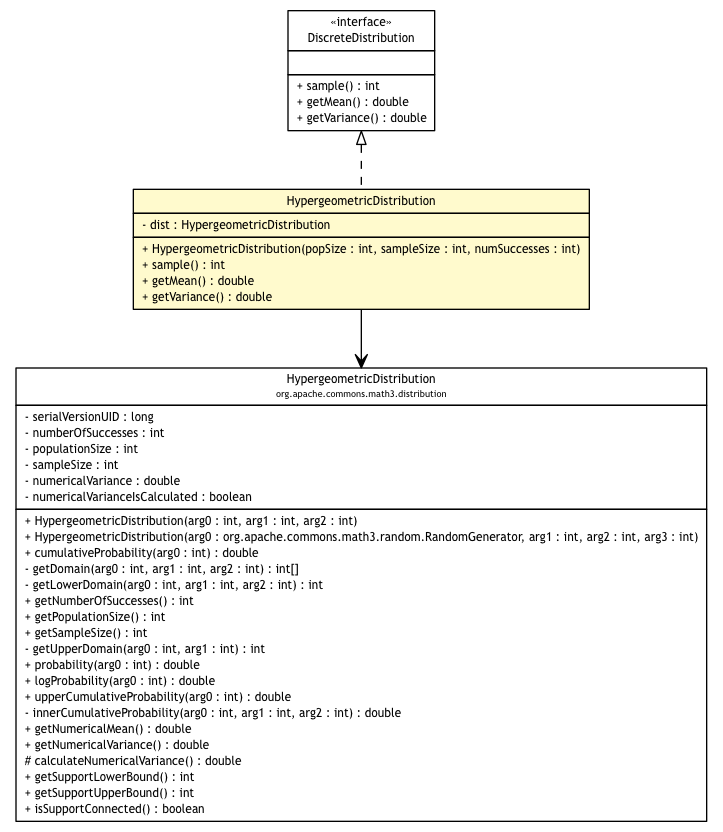 «interface»
DiscreteDistribution
+ sample() : int
+ getMean() : double
+ getVariance() : double
HypergeometricDistribution
- dist : HypergeometricDistribution
+ HypergeometricDistribution(popSize : int, sampleSize : int, numSuccesses : int)
+ sample() : int
+ getMean() : double
+ getVariance() : double
HypergeometricDistribution
org.apache.commons.math3.distribution
- serialVersionUID : long
- numberOfSuccesses : int
- populationSize : int
- sampleSize : int
- numericalVariance : double
- numericalVarianceIsCalculated : boolean
+ HypergeometricDistribution(arg0 : int, arg1 : int, arg2 : int)
+ HypergeometricDistribution(arg0 : org.apache.commons.math3.random.RandomGenerator, arg1 : int, arg2 : int, arg3 : int)
+ cumulativeProbability(arg0 : int) : double
- getDomain(arg0 : int, arg1 : int, arg2 : int) : int[]
- getLowerDomain(arg0 : int, arg1 : int, arg2 : int) : int
+ getNumberOfSuccesses() : int
+ getPopulationSize() : int
+ getSampleSize() : int
- getUpperDomain(arg0 : int, arg1 : int) : int
+ probability(arg0 : int) : double
+ logProbability(arg0 : int) : double
+ upperCumulativeProbability(arg0 : int) : double
- innerCumulativeProbability(arg0 : int, arg1 : int, arg2 : int) : double
+ getNumericalMean() : double
+ getNumericalVariance() : double
# calculateNumericalVariance() : double
+ getSupportLowerBound() : int
+ getSupportUpperBound() : int
+ isSupportConnected() : boolean